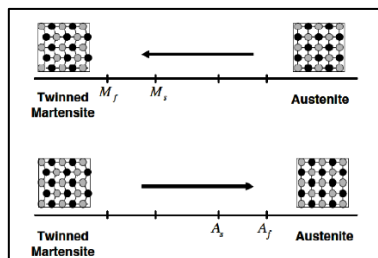 Twinned Martensite
M_f
M_s
Austenite
Twinned Martensite
A_s
A_f
Austenite